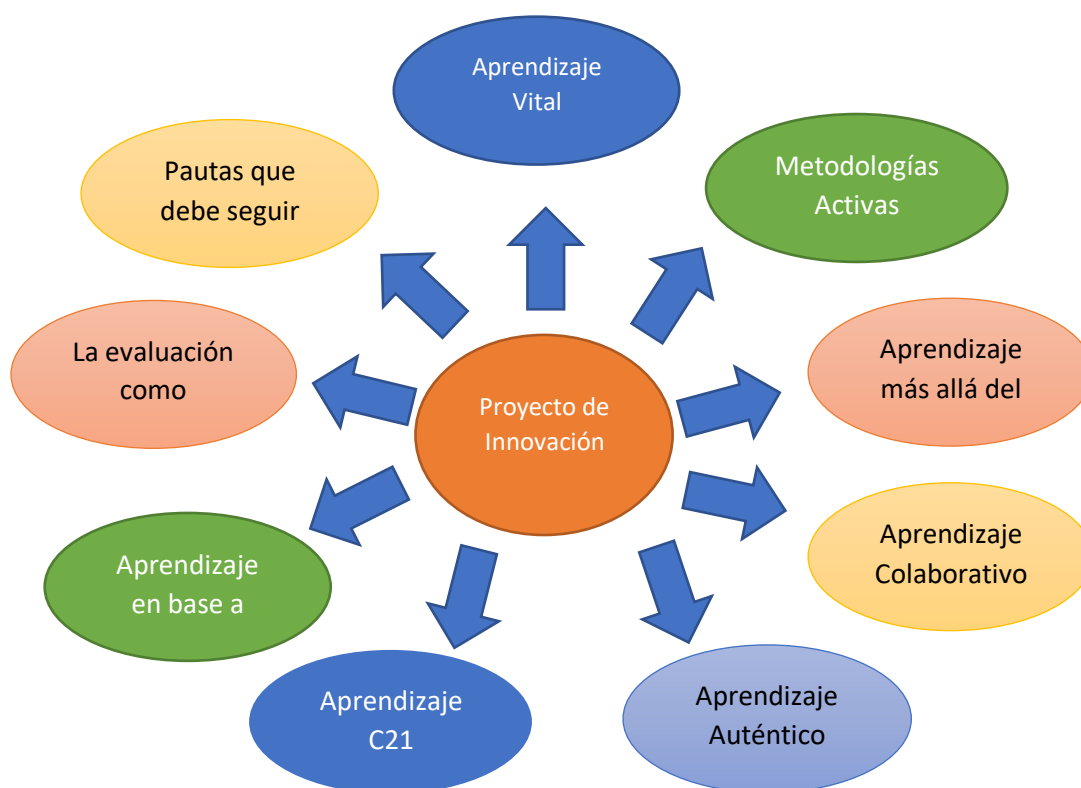 Aprendizaje
Vital
Pautas que
debe seguir
Metodologías
Activas
La evaluación
como
Aprendizaje
más allá del
Proyecto de
Innovación
Aprendizaje
en base a
Aprendizaje
Colaborativo
Aprendizaje
C21
Aprendizaje
Auténtico